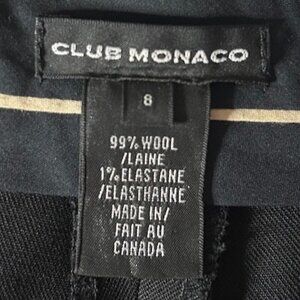 CLUB MONACO
8
99% WOOL
/LAINE
1% ELASTANE
/ELASTHANNE
MADE IN/
FAIT AU
CANADA